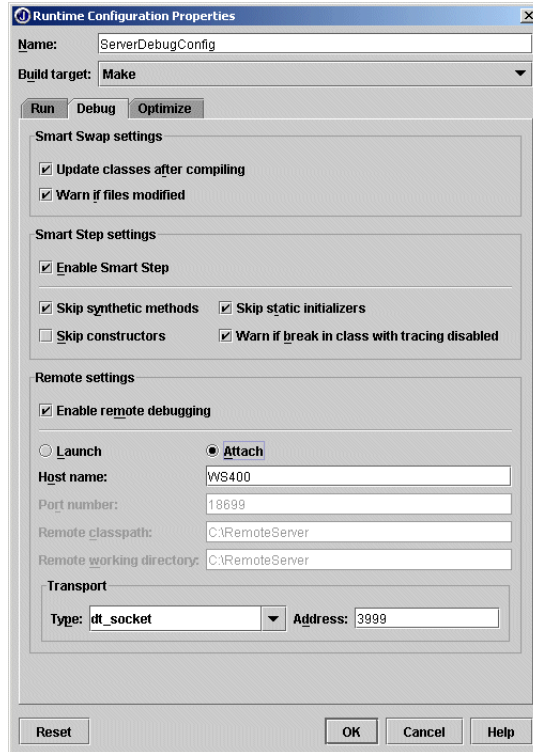 Runtime Configuration Properties
Name: ServerDebugConfig
Build target: Make
Run Debug Optimize
Smart Swap settings
Update classes after compiling
Warn if files modified
Smart Step settings
Enable Smart Step
Skip synthetic methods Skip static initializers
Skip constructors Warn if break in class with tracing disabled
Remote settings
Enable remote debugging
Launch Attach
Host name: WS400
Port number: 18699
Remote classpath: C:\RemoteServer
Remote working directory: C:\RemoteServer
Transport
Type: dt_socket Address: 3999
Reset OK Cancel Help